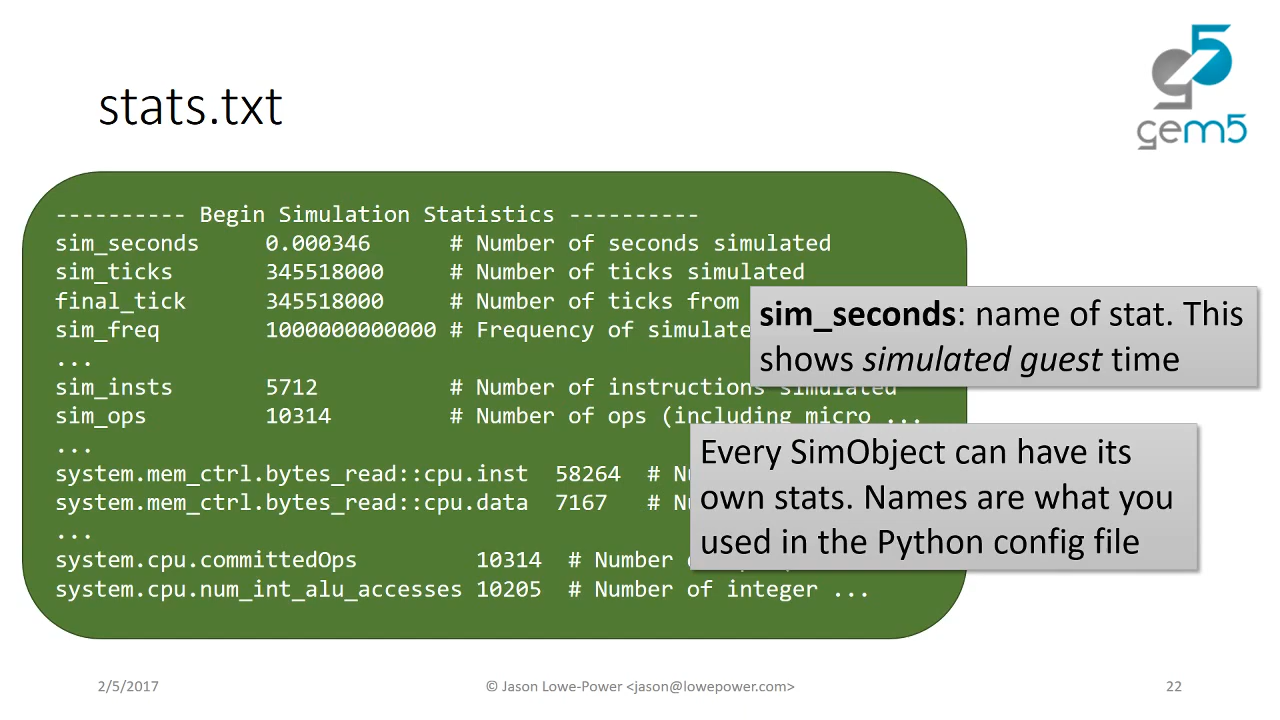 gem5
stats.txt
---------- Begin Simulation Statistics ----------
sim_seconds 0.000346 # Number of seconds simulated
sim_ticks 345518000 # Number of ticks simulated
final_tick 345518000 # Number of ticks from
sim_freq 1000000000000 # Frequency of simulate
...
sim_insts 5712 # Number of instructions simulated
sim_ops 10314 # Number of ops (including micro ...
...
system.mem_ctrl.bytes_read::cpu.inst 58264 #
system.mem_ctrl.bytes_read::cpu.data 7167 #
...
system.cpu.committedOps 10314 # Number
system.cpu.num_int_alu_accesses 10205 # Number of integer ...
sim_seconds: name of stat. This
shows simulated guest time
Every SimObject can have its
own stats. Names are what you
used in the Python config file
2/5/2017
© Jason Lowe-Power <jason@lowepower.com>
22